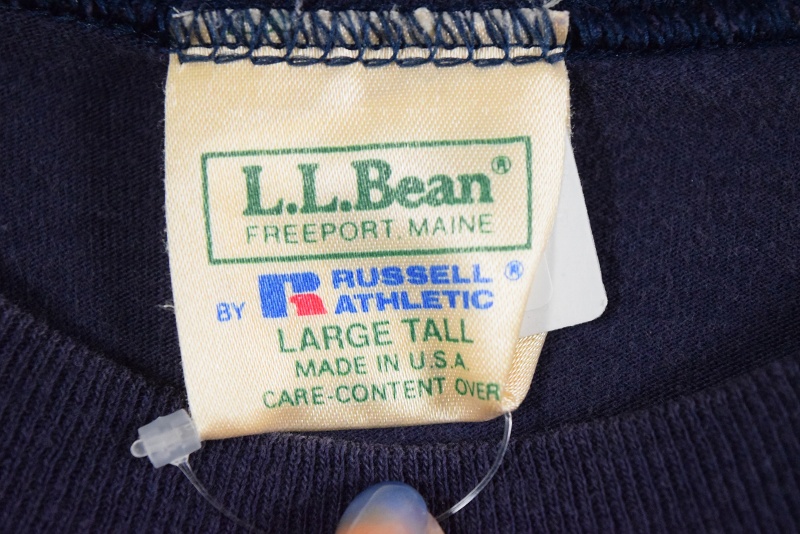 L.L.Bean®
FREEPORT, MAINE
BY RUSSELL ®
ATHLETIC
LARGE TALL
MADE IN U.S.A.
CARE-CONTENT OVER